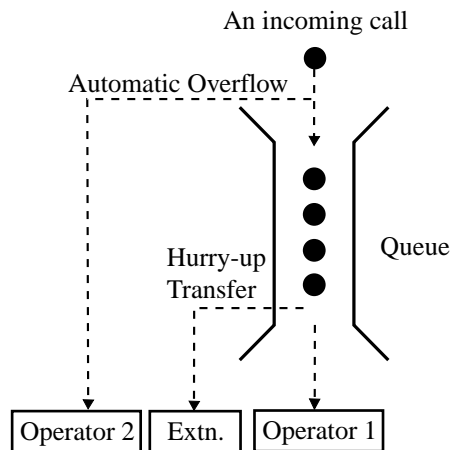 An incoming call
Automatic Overflow
Queue
Hurry-up
Transfer
Operator 2
Extn.
Operator 1